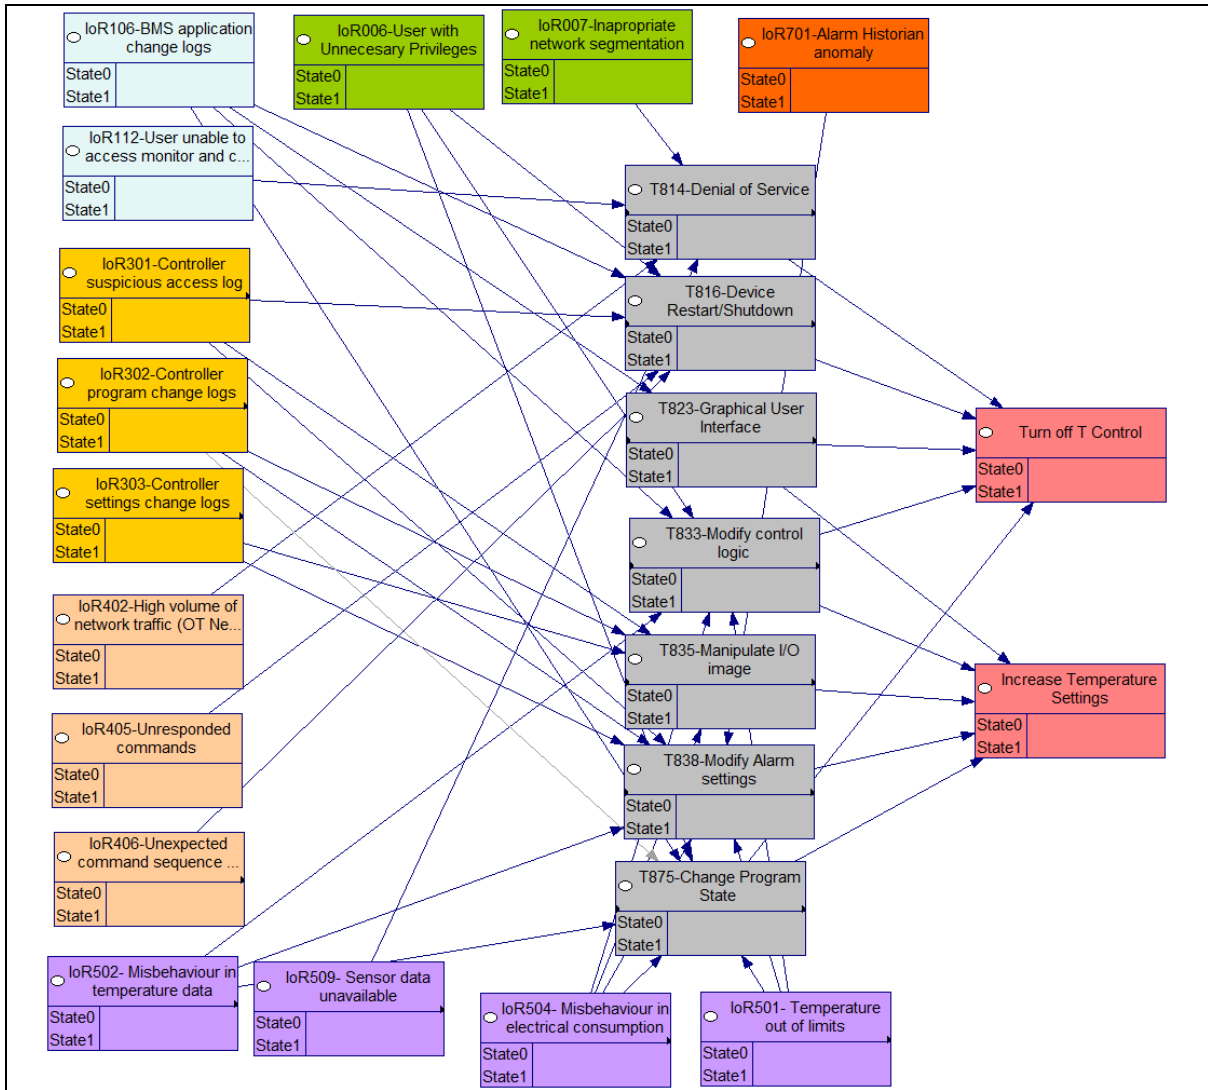 IoR106-BMS application
change logs
State0
State1
IoR006-User with
Unnecesary Privileges
State0
State1
IoR007-Inapropriate
network segmentation
State0
State1
IoR701-Alarm Historian
anomaly
State0
State1
IoR112-User unable to
access monitor and c...
State0
State1
T814-Denial of Service
State0
State1
IoR301-Controller
suspicious access log
State0
State1
T816-Device
Restart/Shutdown
State0
State1
IoR302-Controller
program change logs
State0
State1
T823-Graphical User
Interface
State0
State1
Turn off T Control
State0
State1
IoR303-Controller
settings change logs
State0
State1
T833-Modify control
logic
State0
State1
IoR402-High volume of
network traffic (OT Ne...
State0
State1
T835-Manipulate I/O
image
State0
State1
Increase Temperature
Settings
State0
State1
IoR405-Unresponded
commands
State0
State1
T838-Modify Alarm
settings
State0
State1
IoR406-Unexpected
command sequence ...
State0
State1
T875-Change Program
State
State0
State1
IoR502- Misbehaviour in
temperature data
State0
State1
IoR509- Sensor data
unavailable
State0
State1
IoR504- Misbehaviour in
electrical consumption
State0
State1
IoR501- Temperature
out of limits
State0
State1